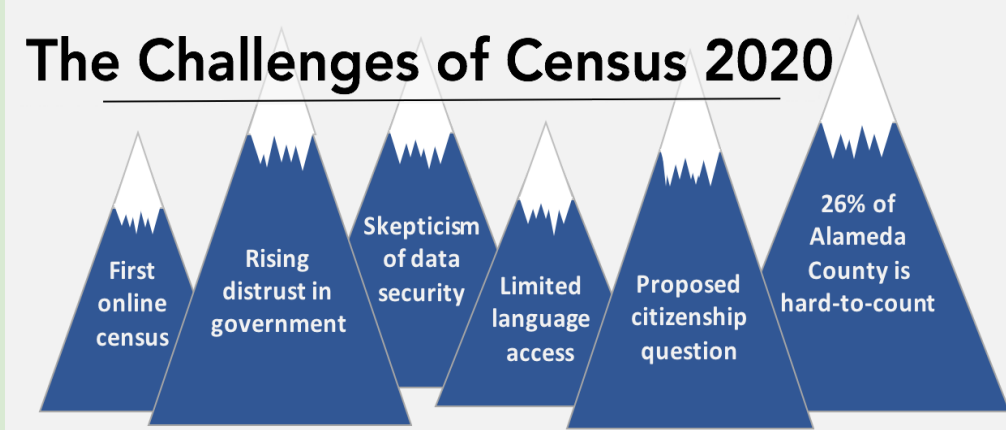 The Challenges of Census 2020
First
online
census
Rising
distrust in
government
Skepticism
of data
security
Limited
language
access
Proposed
citizenship
question
26% of
Alameda
County is
hard-to-count